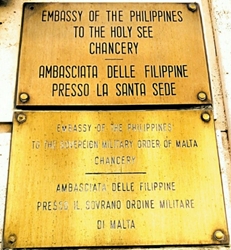 EMBASSY OF THE PHILIPPINES
TO THE HOLY SEE
CHANCERY
AMBASCIATA DELLE FILIPPINE
PRESSO LA SANTA SEDE
EMBASSY OF THE PHILIPPINES
TO THE SOVEREIGN MILITARY ORDER OF MALTA
CHANCERY
AMBASCIATA DELLE FILIPPINE
PRESSO IL SOVRANO ORDINE MILITARE
DI MALTA